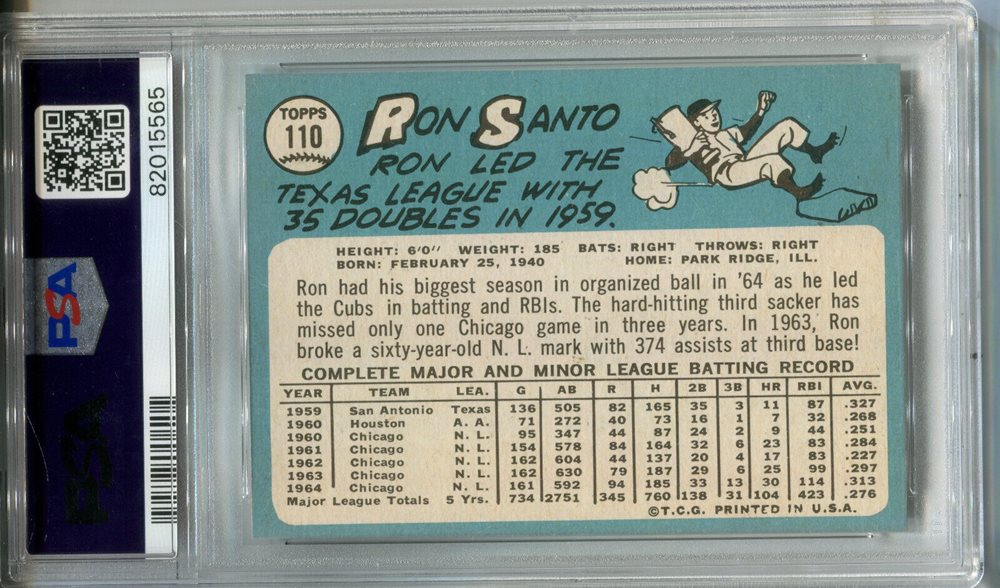 PSA
82015565
PSA
TOPPS
110
RON SANTO
RON LED THE
TEXAS LEAGUE WITH
35 DOUBLES IN 1959.
HEIGHT: 6'0" WEIGHT: 185 BATS: RIGHT THROWS: RIGHT
BORN: FEBRUARY 25, 1940 HOME: PARK RIDGE, ILL.
Ron had his biggest season in organized ball in '64 as he led
the Cubs in batting and RBIs. The hard-hitting third sacker has
missed only one Chicago game in three years. In 1963, Ron
broke a sixty-year-old N. L. mark with 374 assists at third base!
COMPLETE MAJOR AND MINOR LEAGUE BATTING RECORD
YEAR TEAM LEA. G AB R H 2B 3B HR RBI AVG.
1959 San Antonio Texas 136 505 82 165 35 3 11 87 .327
1960 Houston A. A. 71 272 40 73 16 1 7 32 .268
1960 Chicago N. L. 95 347 44 87 24 2 9 44 .251
1961 Chicago N. L. 154 578 84 164 32 6 23 83 .284
1962 Chicago N. L. 162 604 44 137 20 4 17 83 .227
1963 Chicago N. L. 162 630 79 187 29 6 25 99 .297
1964 Chicago N. L. 161 592 94 185 33 13 30 114 .313
Major League Totals 5 Yrs. 734 2751 345 760 138 31 104 423 .276
©T.C.G. PRINTED IN U.S.A.